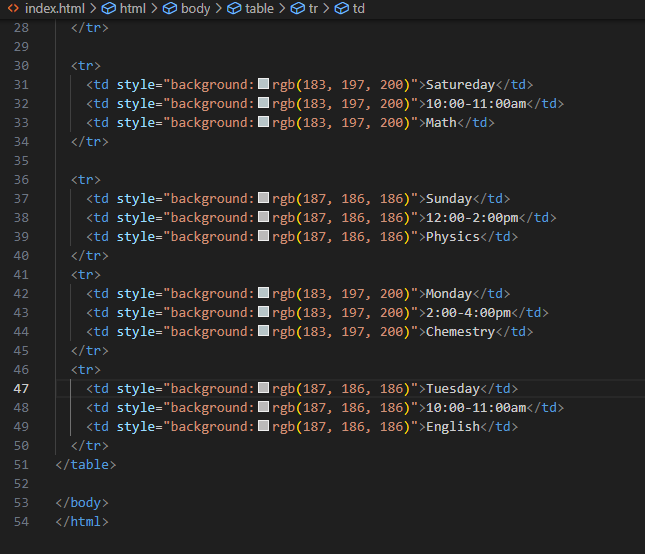 index.html > html > body > table > tr > td
28 </tr>
29
30 <tr>
31 <td style="background:rgb(183, 197, 200)">Satureday</td>
32 <td style="background:rgb(183, 197, 200)">10:00-11:00am</td>
33 <td style="background:rgb(183, 197, 200)">Math</td>
34 </tr>
35
36 <tr>
37 <td style="background:rgb(187, 186, 186)">Sunday</td>
38 <td style="background:rgb(187, 186, 186)">12:00-2:00pm</td>
39 <td style="background:rgb(187, 186, 186)">Physics</td>
40 </tr>
41 <tr>
42 <td style="background:rgb(183, 197, 200)">Monday</td>
43 <td style="background:rgb(183, 197, 200)">2:00-4:00pm</td>
44 <td style="background:rgb(183, 197, 200)">Chemestry</td>
45 </tr>
46 <tr>
47 <td style="background:rgb(187, 186, 186)">Tuesday</td>
48 <td style="background:rgb(187, 186, 186)">10:00-11:00am</td>
49 <td style="background:rgb(187, 186, 186)">English</td>
50 </tr>
51 </table>
52
53 </body>
54 </html>